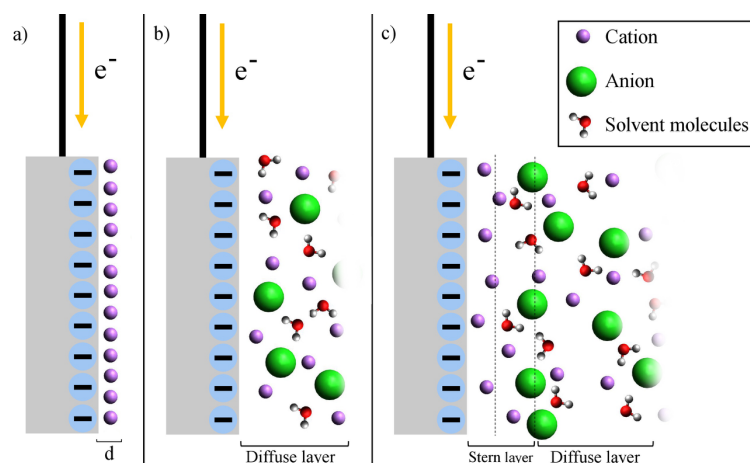 a)
e-
d
b)
e-
Diffuse layer
c)
e-
Stern layer
Diffuse layer
Cation
Anion
Solvent molecules